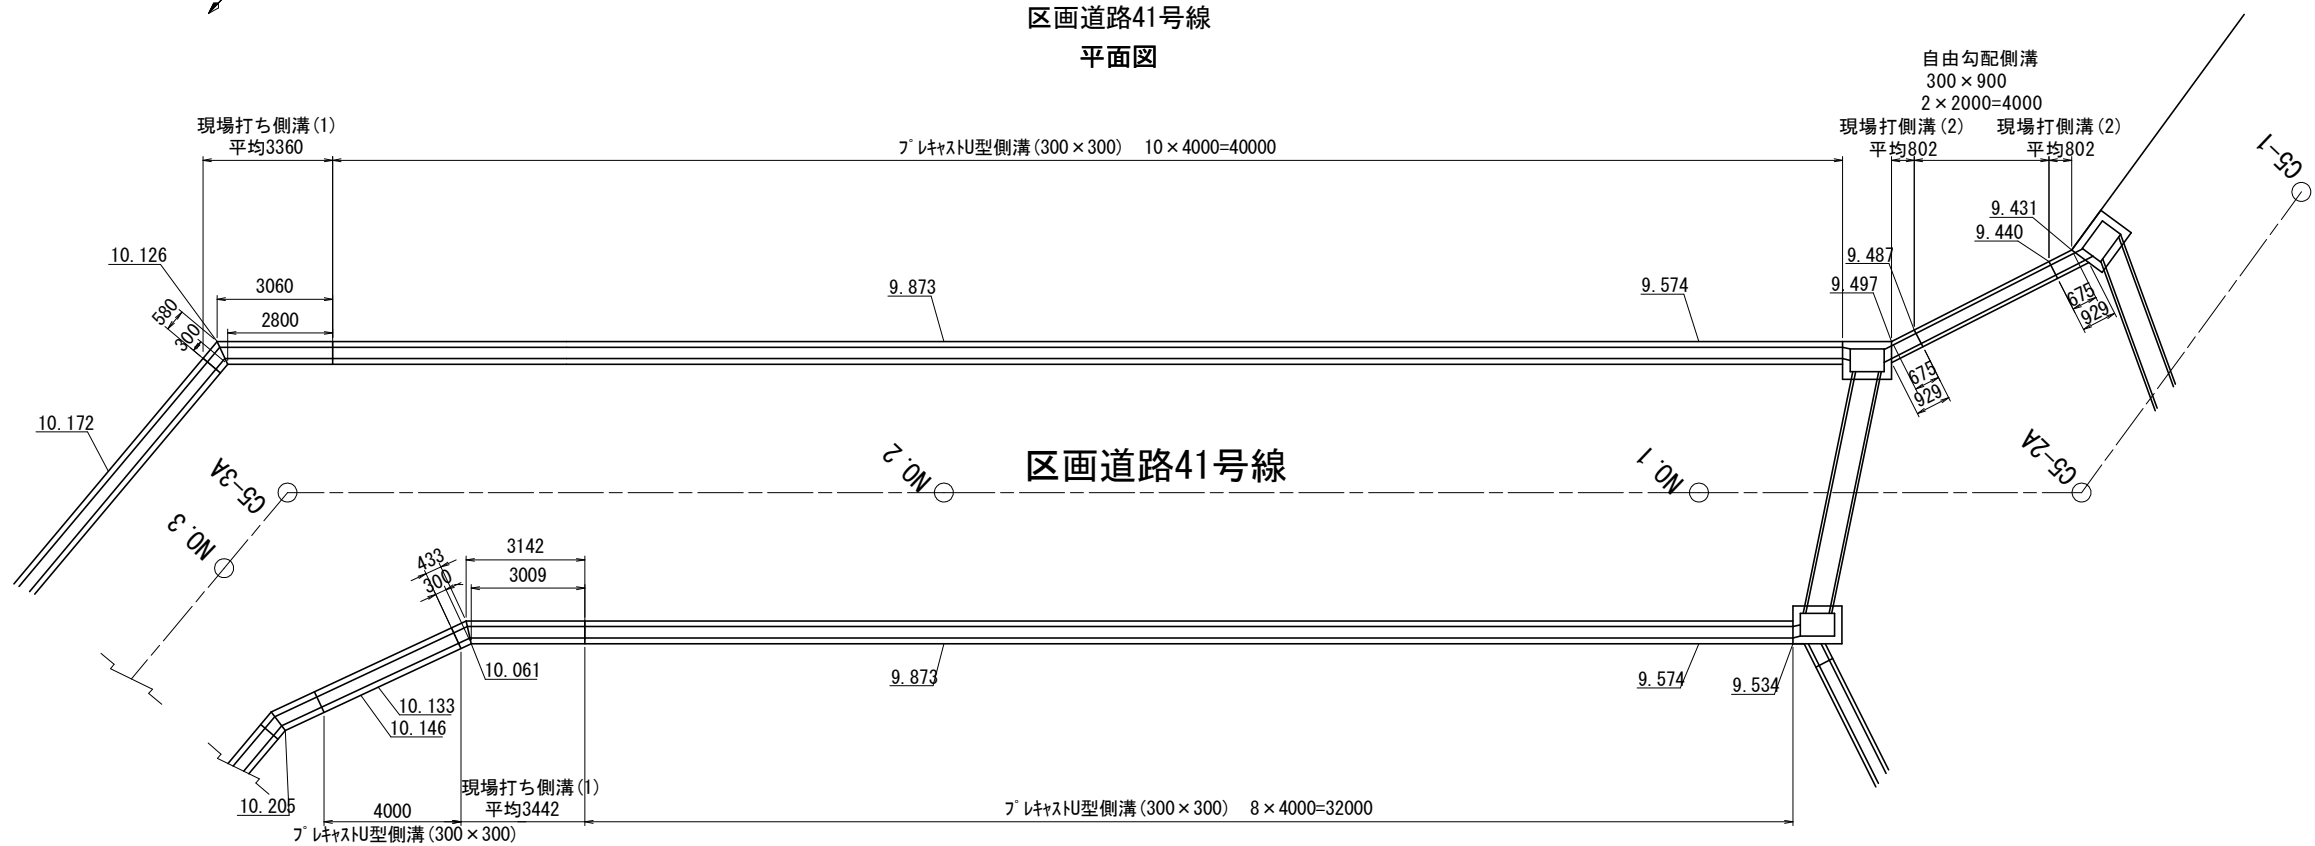 区画道路41号線
平面図
自由勾配側溝
300×900
2×2000=4000
現場打ち側溝(1)
平均3360
プレキャストU型側溝(300×300) 10×4000=40000
現場打側溝(2)
平均802
現場打側溝(2)
平均802
C5-1
9.431
9.440
10.126
9.487
3060
9.873
9.574
9.497
580
2800
300
675
929
675
929
10.172
C5-3A
NO.2
区画道路41号線
NO.1
C5-2A
NO.3
433
3142
300
3009
10.061
9.873
9.574
9.534
10.133
10.146
10.205
4000
現場打ち側溝(1)
平均3442
プレキャストU型側溝(300×300) 8×4000=32000
プレキャストU型側溝(300×300)